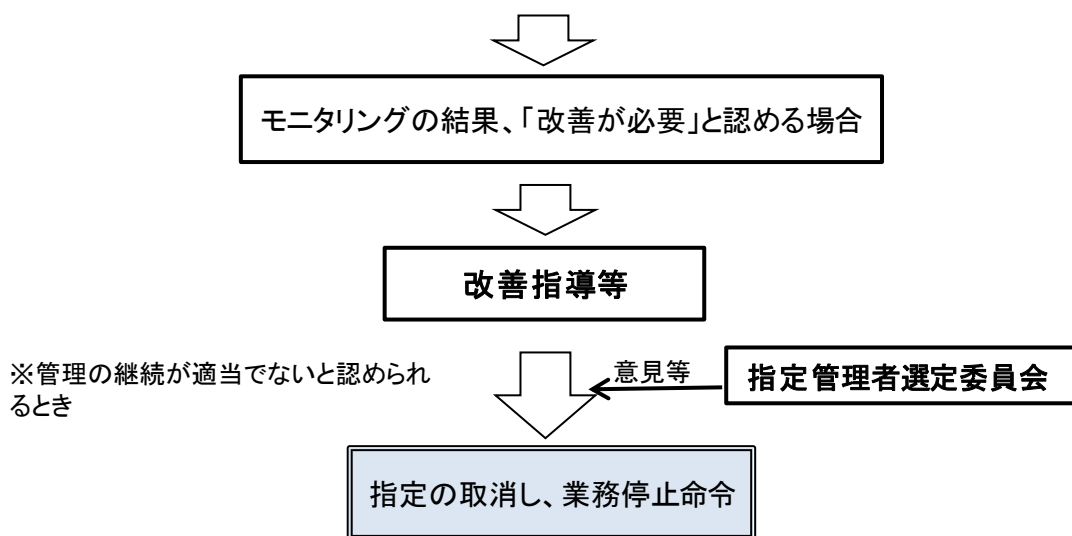 モニタリングの結果、「改善が必要」と認める場合
改善指導等
※管理の継続が適当でないと認められ
るとき
意見等
指定管理者選定委員会
指定の取消し、業務停止命令